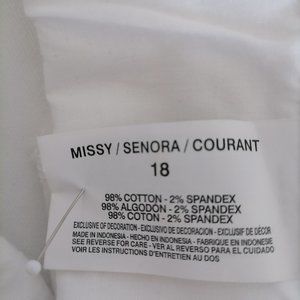 MISSY / SENORA / COURANT
18
98% COTTON - 2% SPANDEX
98% ALGODON - 2% SPANDEX
98% COTON - 2% SPANDEX
EXCLUSIVE OF DECORATION - EXCLUSIVO DE DECORACION - EXCLUSIF DE DÉCOR
MADE IN INDONESIA - HECHO EN INDONESIA - FABRIQUE EN INDONESIE
SEE REVERSE FOR CARE - VER AL REVERSO PARA EL CUIDADO
VOIR LES INSTRUCTIONS D'ENTRETIEN AU DOS